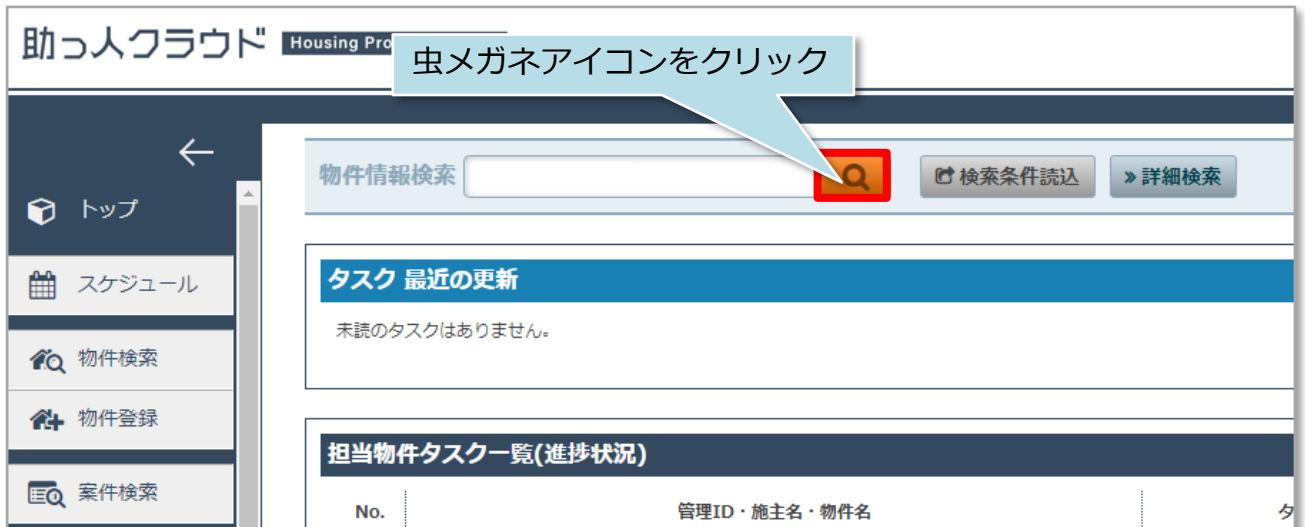 助っ人クラウド Housing Pro
虫メガネアイコンをクリック
物件情報検索
検索条件読込
» 詳細検索
トップ
スケジュール
物件検索
物件登録
案件検索
タスク 最近の更新
未読のタスクはありません。
担当物件タスク一覧(進捗状況)
No. 管理ID・施主名・物件名 タ